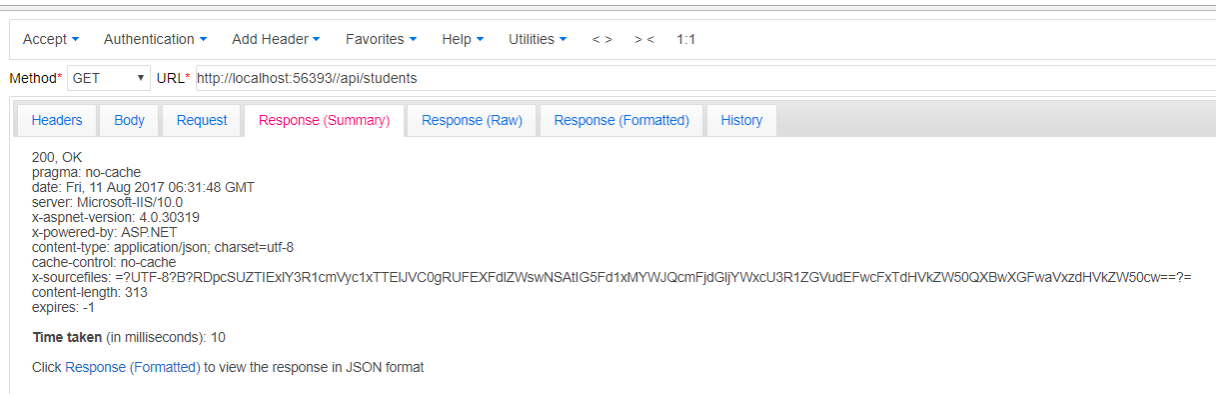 Accept Authentication Add Header Favorites Help Utilities < > > < 1:1
Method* GET URL* http://localhost:56393//api/students
Headers Body Request Response (Summary) Response (Raw) Response (Formatted) History
200, OK
pragma: no-cache
date: Fri, 11 Aug 2017 06:31:48 GMT
server: Microsoft-IIS/10.0
x-aspnet-version: 4.0.30319
x-powered-by: ASP.NET
content-type: application/json; charset=utf-8
cache-control: no-cache
x-sourcefiles:
content-length: 313
expires: -1
Time taken (in milliseconds): 10
Click Response (Formatted) to view the response in JSON format